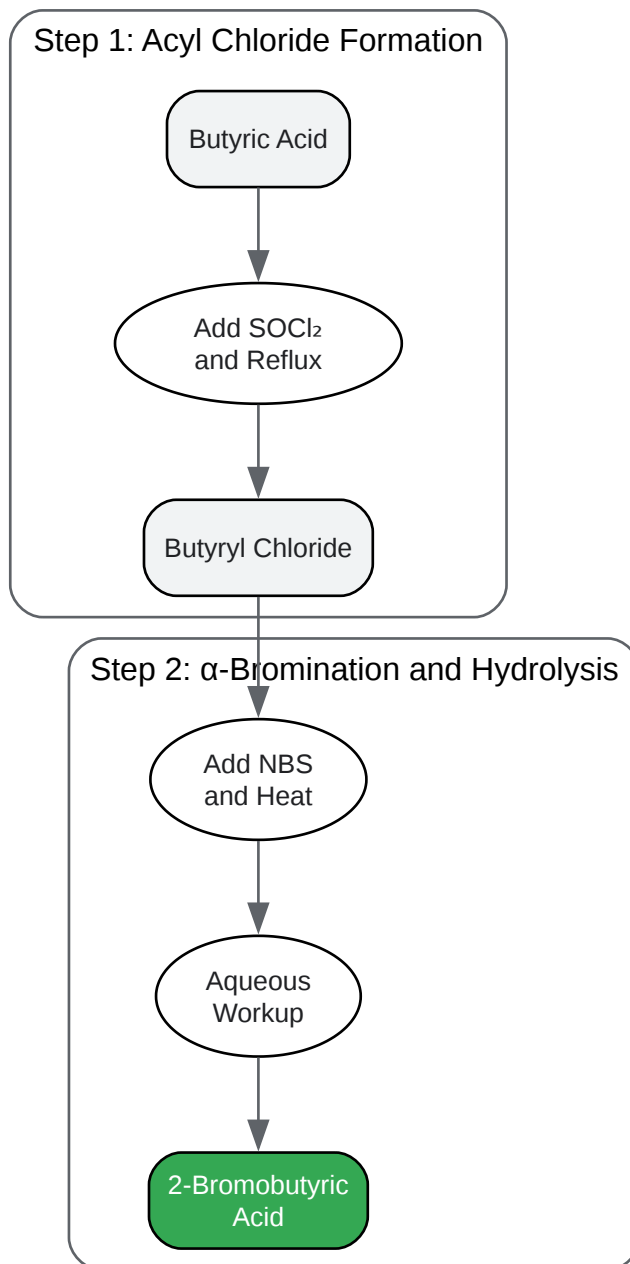 Step 1: Acyl Chloride Formation
Butyric Acid
Add SOCl₂
and Reflux
Butyryl Chloride
Step 2: α-Bromination and Hydrolysis
Add NBS
and Heat
Aqueous
Workup
2-Bromobutyric
Acid